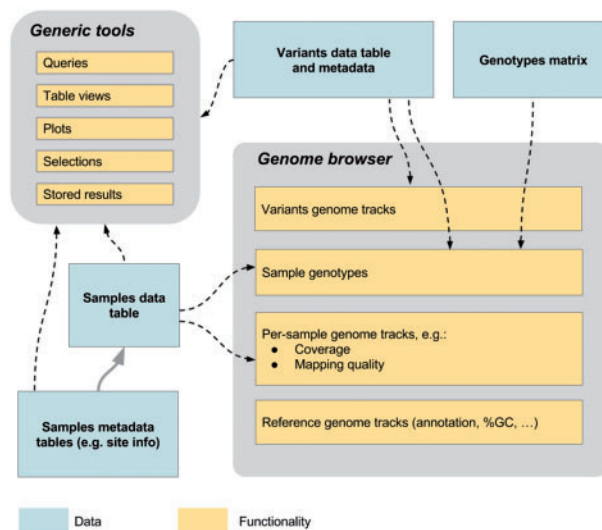 Generic tools
Queries
Table views
Plots
Selections
Stored results
Variants data table
and metadata
Genotypes matrix
Genome browser
Variants genome tracks
Sample genotypes
Per-sample genome tracks, e.g.:
● Coverage
● Mapping quality
Reference genome tracks (annotation, %GC, …)
Samples data
table
Samples metadata
tables (e.g. site info)
Data
Functionality